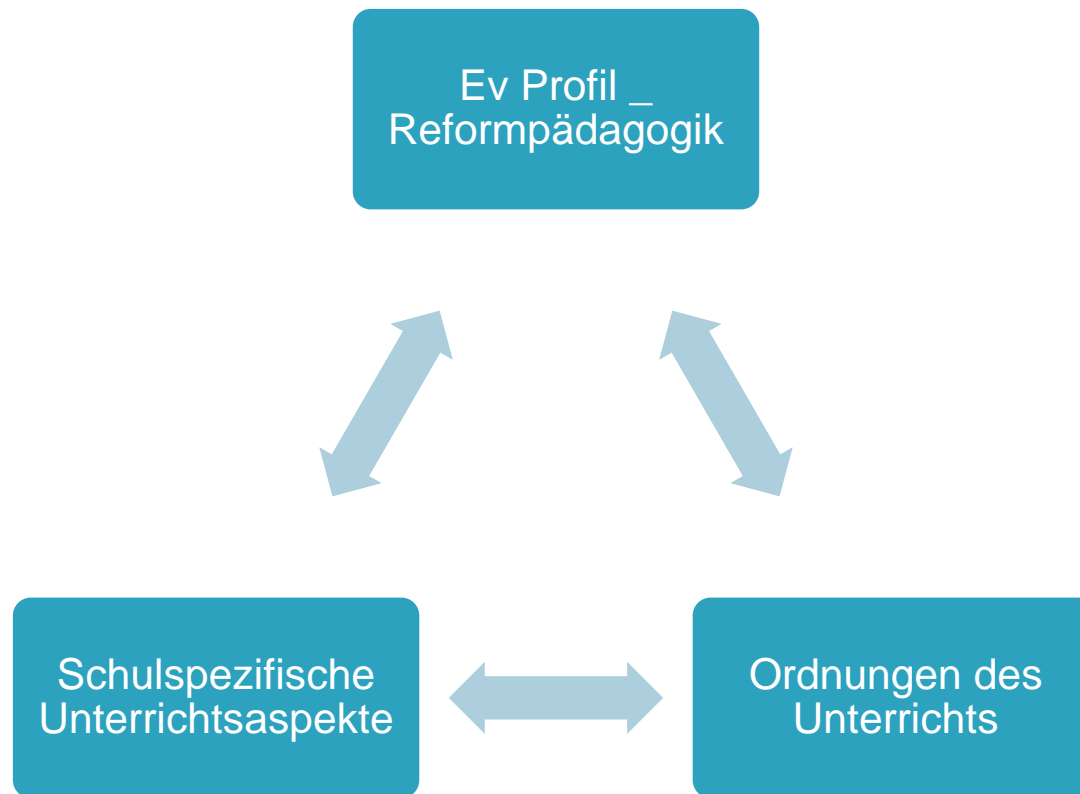 Ev Profil _
Reformpädagogik
Schulspezifische
Unterrichtsaspekte
Ordnungen des
Unterrichts